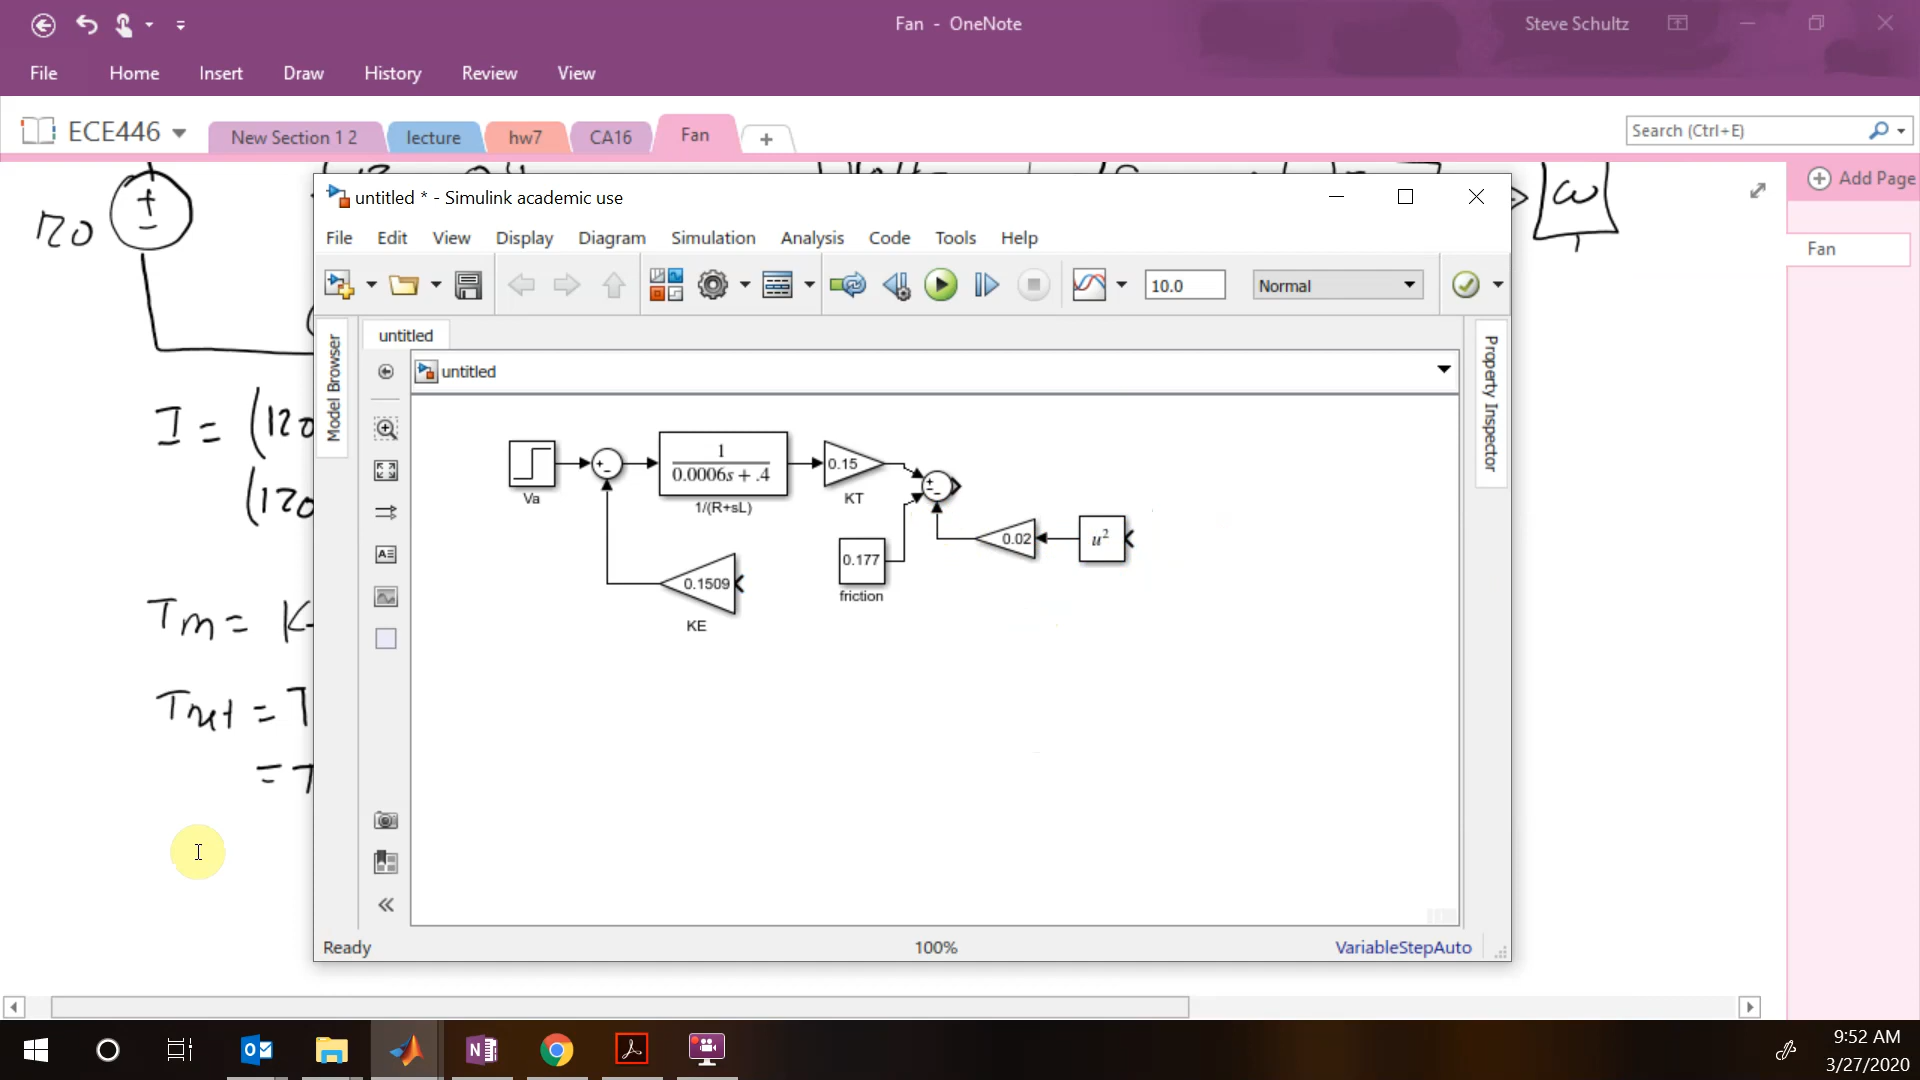 Fan - OneNote
Steve Schultz
File Home Insert Draw History Review View
ECE446 New Section 1 2 lecture hw7 CA16 Fan +
Search (Ctrl+E)
Add Page
Fan
120 + - ω
untitled * - Simulink academic use
File Edit View Display Diagram Simulation Analysis Code Tools Help
10.0 Normal
untitled
untitled
Model Browser
Property Inspector
Va
1
0.0006s + .4
1/(R+sL)
0.15
KT
0.1509
KE
0.177
friction
0.02
u²
I = (120
(120
Tm = K
Tnet = T
= T
Ready 100% VariableStepAuto
9:52 AM
3/27/2020